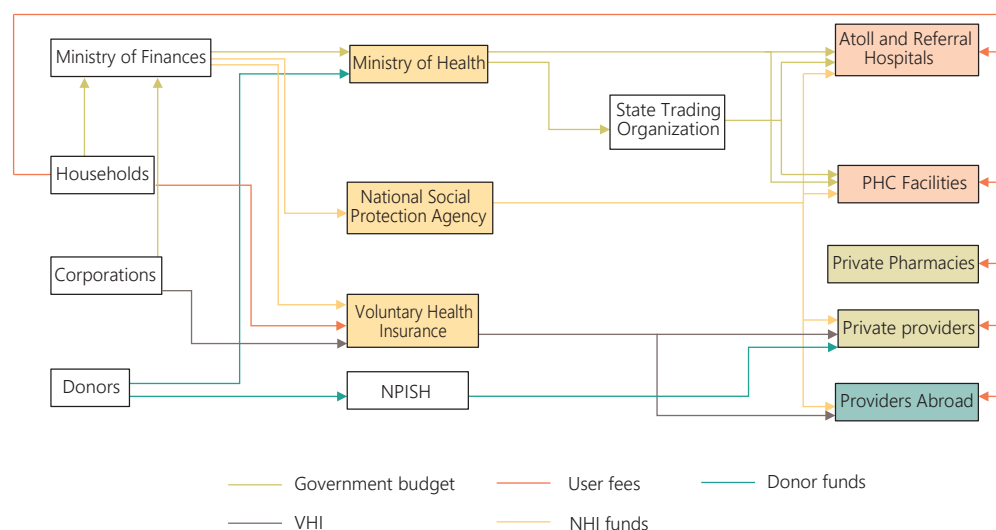 Ministry of Finances
Ministry of Health
Atoll and Referral
Hospitals
State Trading
Organization
Households
PHC Facilities
National Social
Protection Agency
Corporations
Private Pharmacies
Voluntary Health
Insurance
Private providers
Donors
NPISH
Providers Abroad
Government budget
User fees
Donor funds
VHI
NHI funds